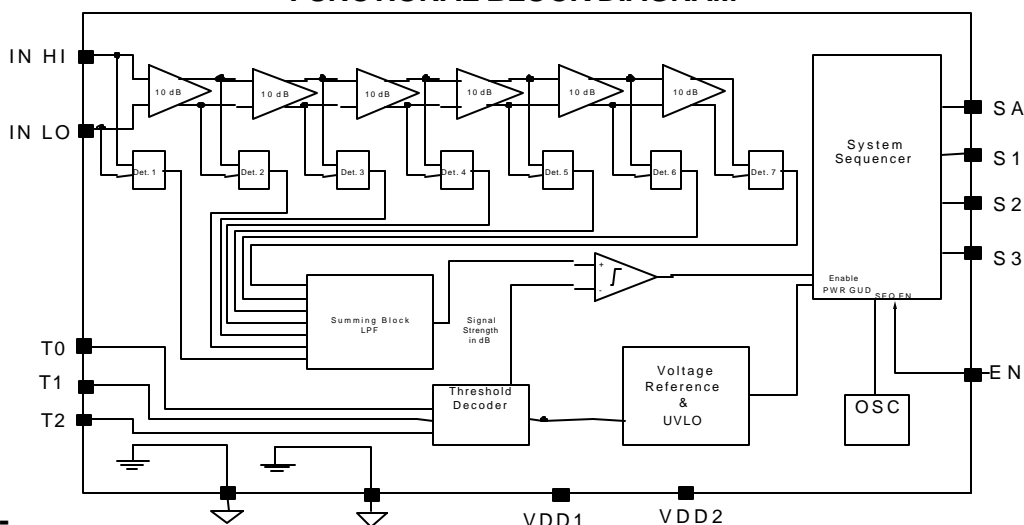 FUNCTIONAL BLOCK DIAGRAM
IN HI
IN LO
10 dB
10 dB
10 dB
10 dB
10 dB
10 dB
Det. 1
Det. 2
Det. 3
Det. 4
Det. 5
Det. 6
Det. 7
System
Sequencer
SA
S1
S2
S3
Enable
PWR GUD
SEQ EN
+
-
Summing Block
LPF
Signal
Strength
in dB
T0
T1
T2
Threshold
Decoder
Voltage
Reference
&
UVLO
OSC
EN
VDD1
VDD2